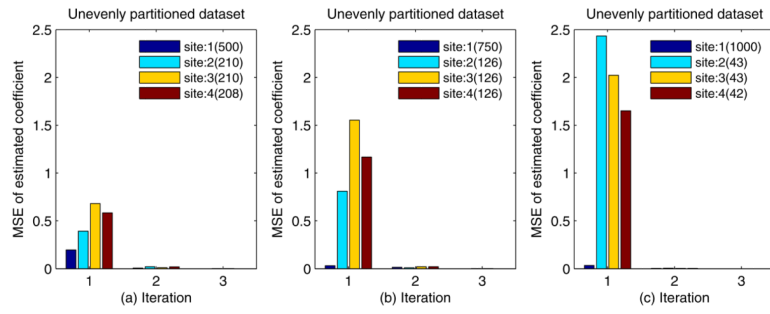 Unevenly partitioned dataset
MSE of estimated coefficient
2.5
2
1.5
1
0.5
0
site:1(500)
site:2(210)
site:3(210)
site:4(208)
1 2 3
(a) Iteration
Unevenly partitioned dataset
MSE of estimated coefficient
2.5
2
1.5
1
0.5
0
site:1(750)
site:2(126)
site:3(126)
site:4(126)
1 2 3
(b) Iteration
Unevenly partitioned dataset
MSE of estimated coefficient
2.5
2
1.5
1
0.5
0
site:1(1000)
site:2(43)
site:3(43)
site:4(42)
1 2 3
(c) Iteration